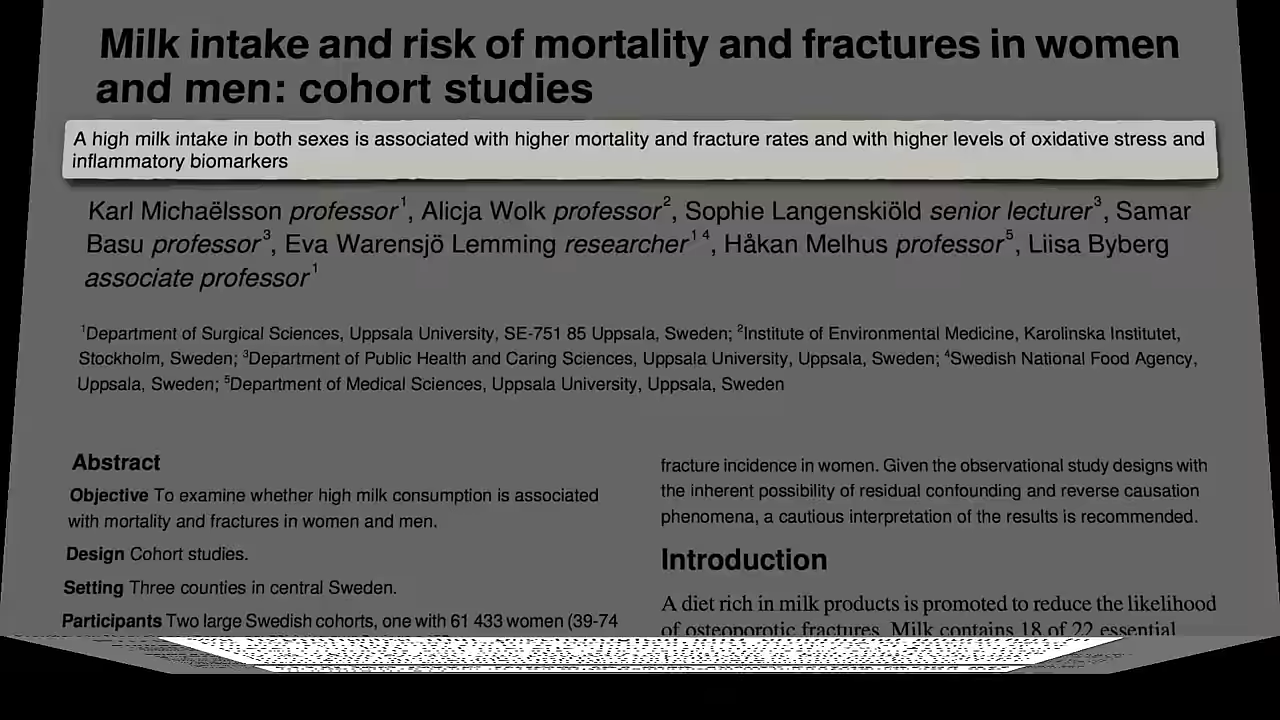 Milk intake and risk of mortality and fractures in women
and men: cohort studies
A high milk intake in both sexes is associated with higher mortality and fracture rates and with higher levels of oxidative stress and
inflammatory biomarkers
Karl Michaëlsson professor¹, Alicja Wolk professor², Sophie Langenskiöld senior lecturer³, Samar
Basu professor³, Eva Warensjö Lemming researcher¹ ⁴, Håkan Melhus professor⁵, Liisa Byberg
associate professor¹
¹Department of Surgical Sciences, Uppsala University, SE-751 85 Uppsala, Sweden; ²Institute of Environmental Medicine, Karolinska Institutet,
Stockholm, Sweden; ³Department of Public Health and Caring Sciences, Uppsala University, Uppsala, Sweden; ⁴Swedish National Food Agency,
Uppsala, Sweden; ⁵Department of Medical Sciences, Uppsala University, Uppsala, Sweden
Abstract
Objective To examine whether high milk consumption is associated
with mortality and fractures in women and men.
Design Cohort studies.
Setting Three counties in central Sweden.
Participants Two large Swedish cohorts, one with 61 433 women (39-74
fracture incidence in women. Given the observational study designs with
the inherent possibility of residual confounding and reverse causation
phenomena, a cautious interpretation of the results is recommended.
Introduction
A diet rich in milk products is promoted to reduce the likelihood
of osteoporotic fractures. Milk contains 18 of 22 essential